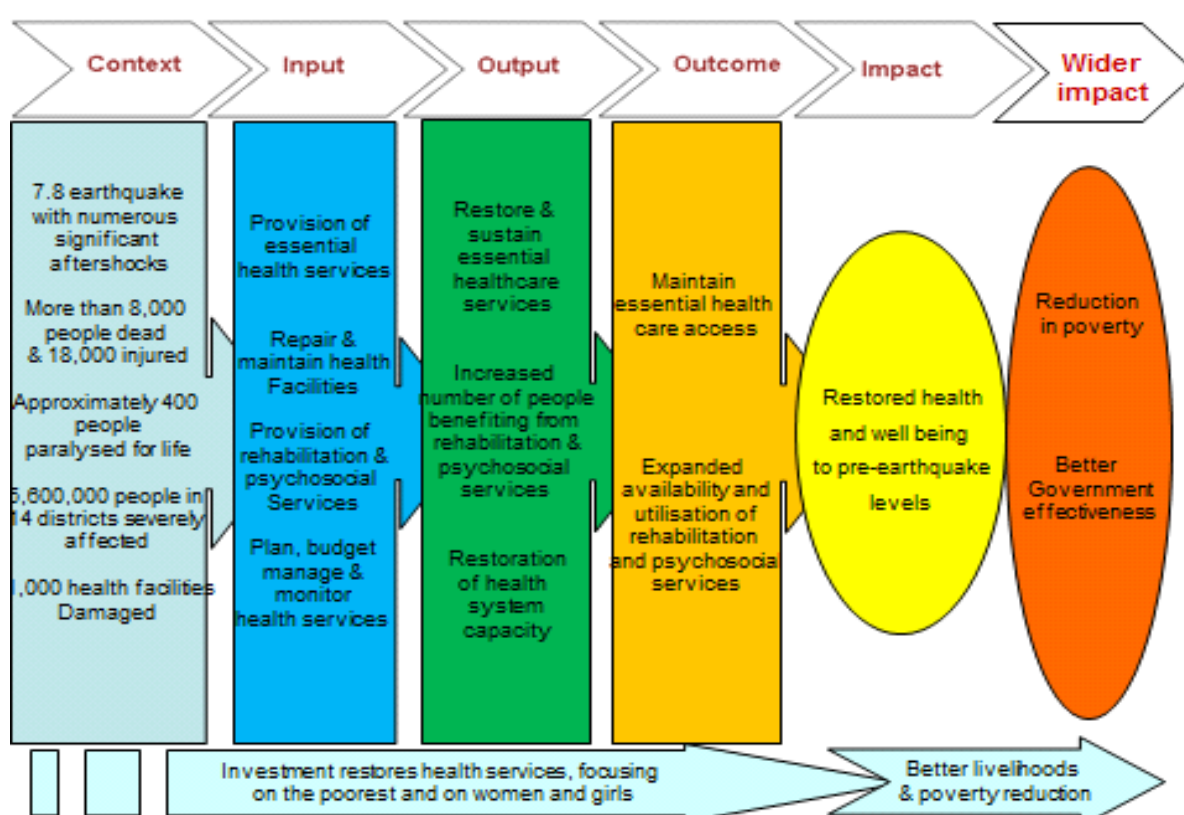 Context
Input
Output
Outcome
Impact
Wider
impact
7.8 earthquake
with numerous
significant
aftershocks
More than 8,000
people dead
& 18,000 injured
Approximately 400
people
paralysed for life
5,600,000 people in
14 districts severely
affected
1,000 health facilities
Damaged
Provision of
essential
health services
Repair &
maintain health
Facilities
Provision of
rehabilitation &
psychosocial
Services
Plan, budget
manage &
monitor
health services
Restore &
sustain
essential
healthcare
services
Increased
number of people
benefiting from
rehabilitation &
psychosocial
services
Restoration
of health
system
capacity
Maintain
essential health
care access
Expanded
availability and
utilisation of
rehabilitation
and psychosocial
services
Restored health
and well being
to pre-earthquake
levels
Reduction
in poverty
Better
Government
effectiveness
Investment restores health services, focusing
on the poorest and on women and girls
Better livelihoods
& poverty reduction